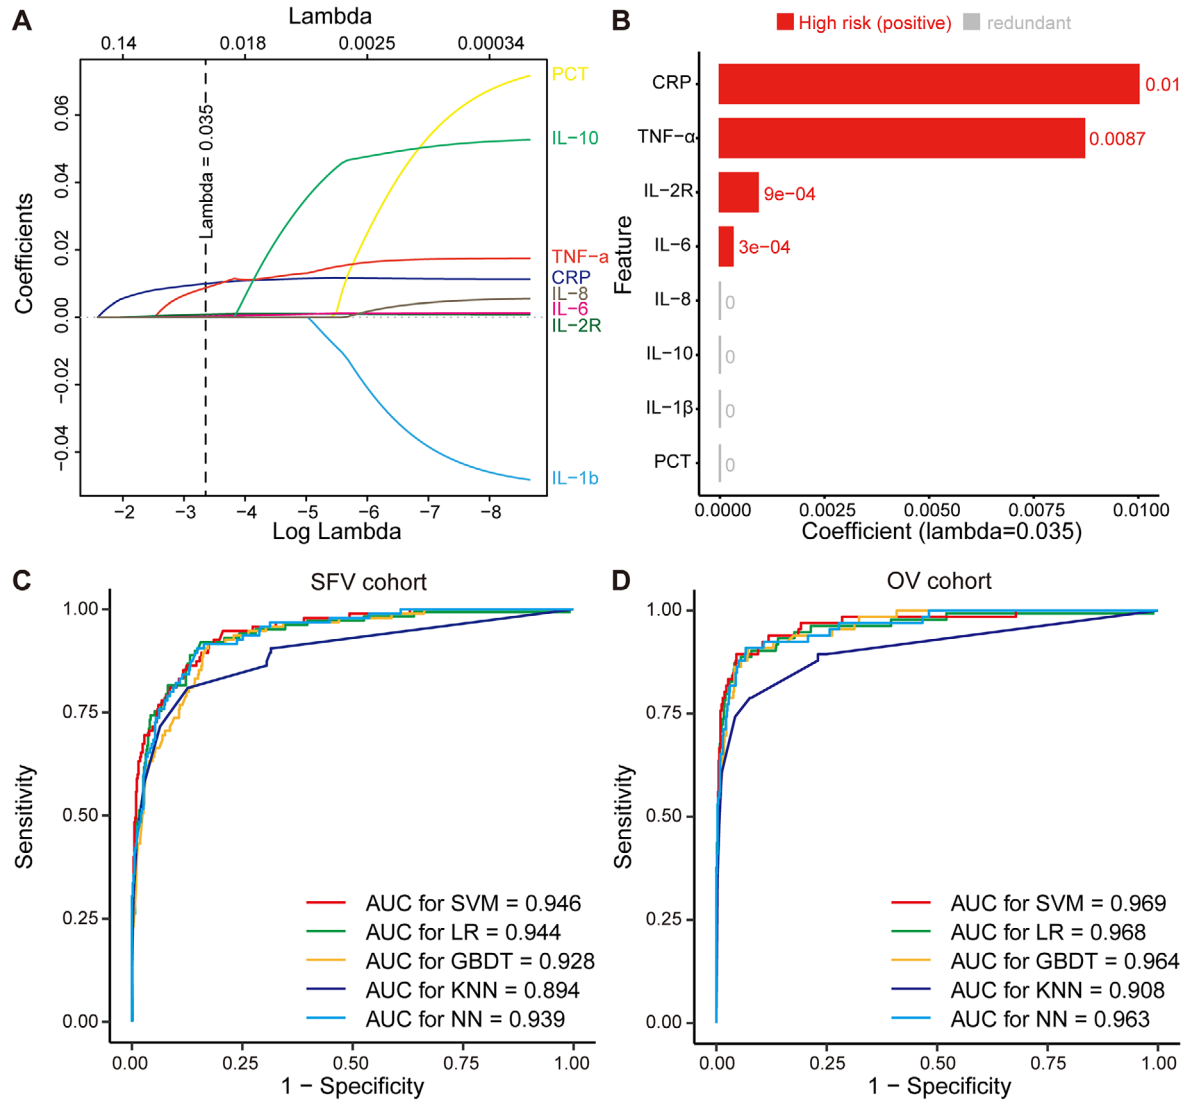 A
Lambda
0.14 0.018 0.0025 0.00034
Coefficients
0.06
0.04
0.02
0.00
−0.02
−0.04
Lambda = 0.035
PCT
IL−10
TNF−a
CRP
IL−8
IL−6
IL−2R
IL−1b
−2 −3 −4 −5 −6 −7 −8
Log Lambda
B
High risk (positive) redundant
Feature
CRP 0.01
TNF−α 0.0087
IL−2R 9e−04
IL−6 3e−04
IL−8 0
IL−10 0
IL−1β 0
PCT 0
0.0000 0.0025 0.0050 0.0075 0.0100
Coefficient (lambda=0.035)
C
SFV cohort
Sensitivity
1.00
0.75
0.50
0.25
0.00
AUC for SVM = 0.946
AUC for LR = 0.944
AUC for GBDT = 0.928
AUC for KNN = 0.894
AUC for NN = 0.939
0.00 0.25 0.50 0.75 1.00
1 − Specificity
D
OV cohort
Sensitivity
1.00
0.75
0.50
0.25
0.00
AUC for SVM = 0.969
AUC for LR = 0.968
AUC for GBDT = 0.964
AUC for KNN = 0.908
AUC for NN = 0.963
0.00 0.25 0.50 0.75 1.00
1 − Specificity